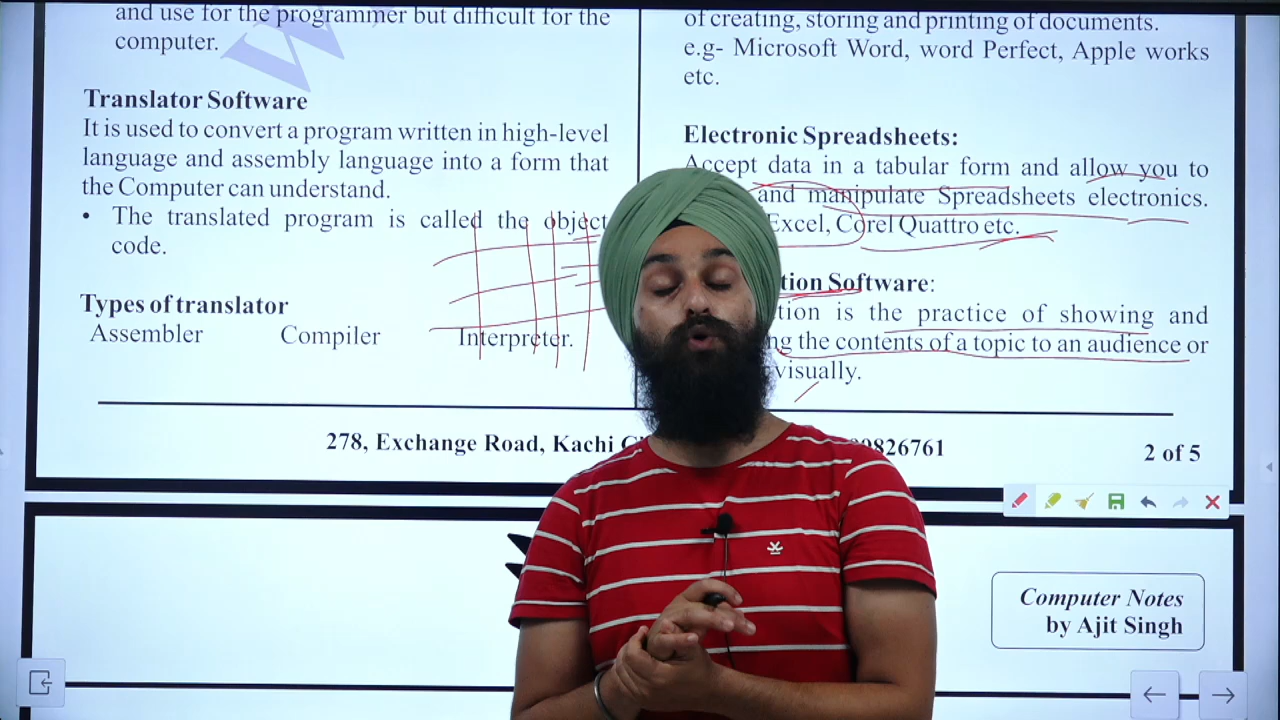 and use for the programmer but difficult for the
computer.
Translator Software
It is used to convert a program written in high-level
language and assembly language into a form that
the Computer can understand.
• The translated program is called the object
code.
Types of translator
Assembler Compiler Interpreter.
of creating, storing and printing of documents.
e.g- Microsoft Word, word Perfect, Apple works
etc.
Electronic Spreadsheets:
Accept data in a tabular form and allow you to
and manipulate Spreadsheets electronics.
Excel, Corel Quattro etc.
Software:
is the practice of showing and
the contents of a topic to an audience or
visually.
278, Exchange Road, Kachi
2 of 5
Computer Notes
by Ajit Singh